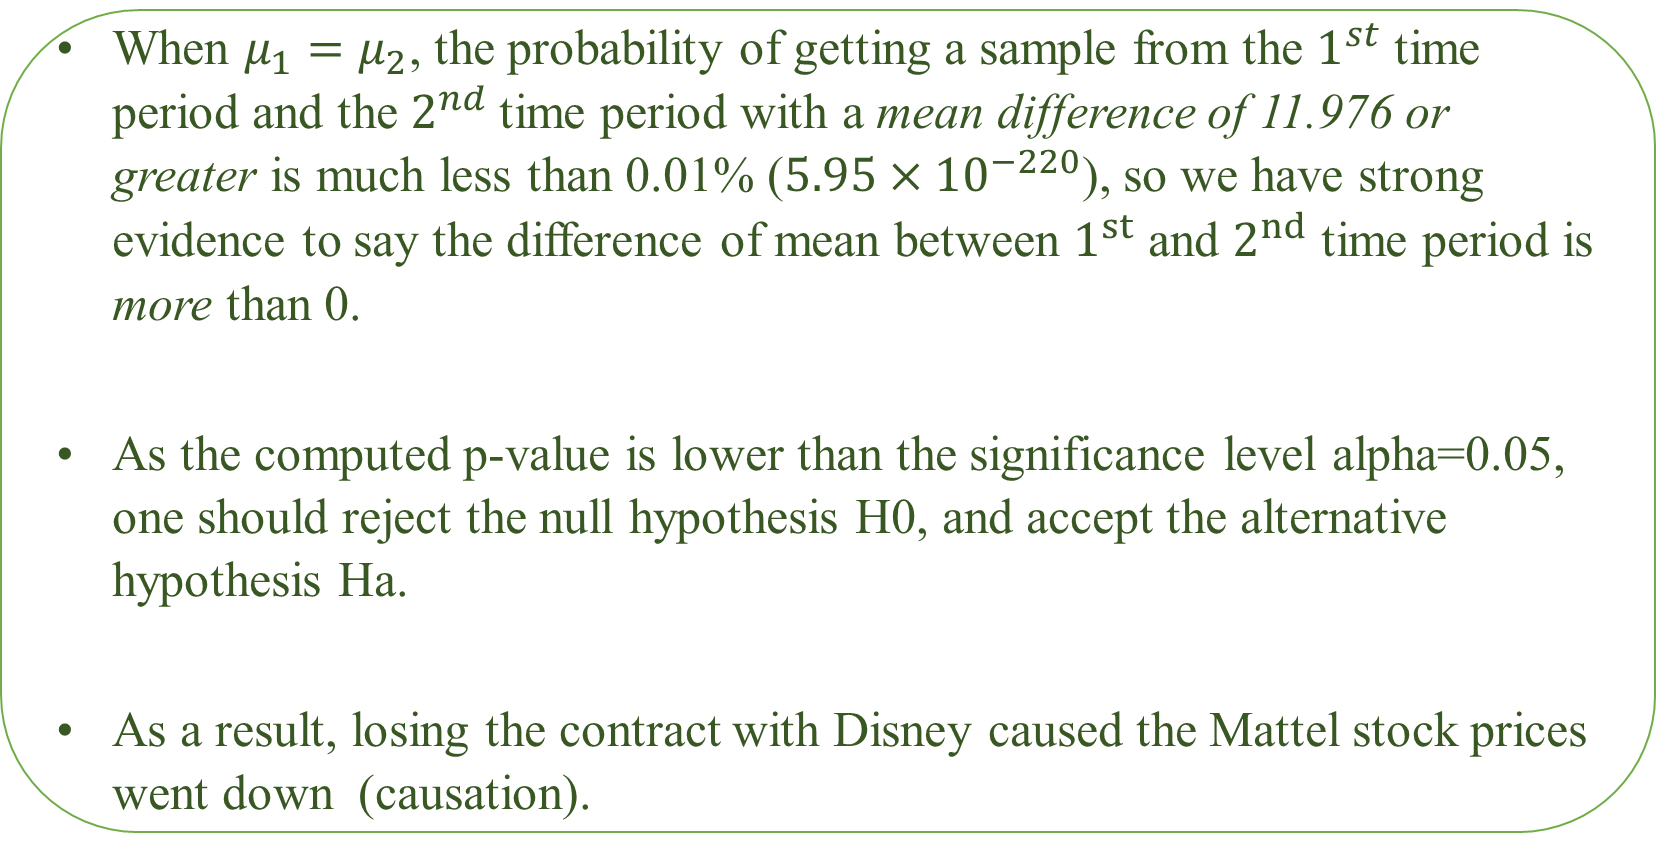 • When 𝜇₁ = 𝜇₂, the probability of getting a sample from the 1ˢᵗ time
period and the 2ⁿᵈ time period with a mean difference of 11.976 or
greater is much less than 0.01% (5.95 × 10⁻²²⁰), so we have strong
evidence to say the difference of mean between 1ˢᵗ and 2ⁿᵈ time period is
more than 0.
• As the computed p-value is lower than the significance level alpha=0.05,
one should reject the null hypothesis H0, and accept the alternative
hypothesis Ha.
• As a result, losing the contract with Disney caused the Mattel stock prices
went down (causation).